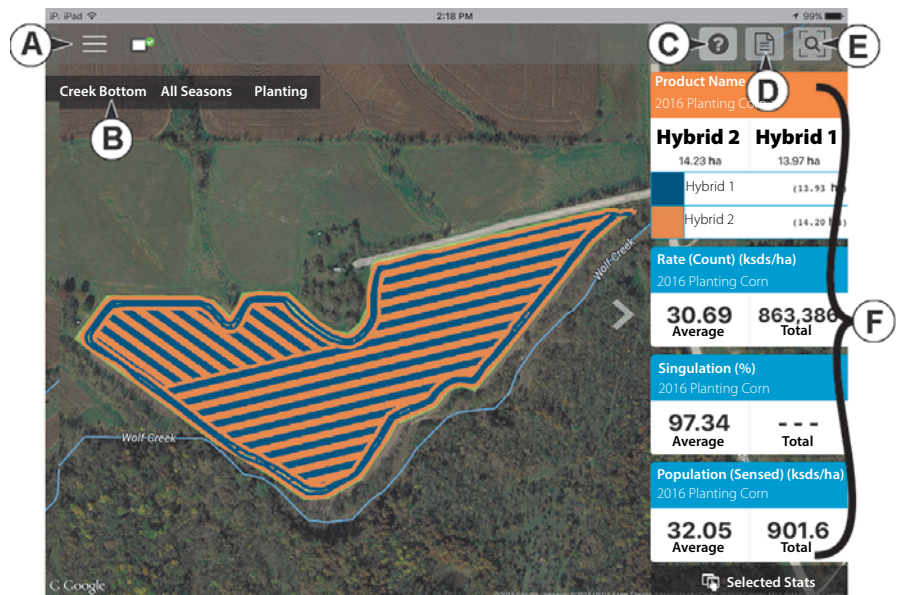 iP: iPad 2:18 PM 99%
A
C ?
D
E
Creek Bottom All Seasons Planting
B
Product Name
2016 Planting Corn
Hybrid 2 Hybrid 1
14.23 ha 13.97 ha
Hybrid 1 (13.93 ha)
Hybrid 2 (14.20 ha)
Wolf Creek
Rate (Count) (ksds/ha)
2016 Planting Corn
30.69 863,386
Average Total
F
Singulation (%)
2016 Planting Corn
97.34 - - -
Average Total
Wolf Creek
Population (Sensed) (ksds/ha)
2016 Planting Corn
32.05 901.6
Average Total
G Google
Selected Stats